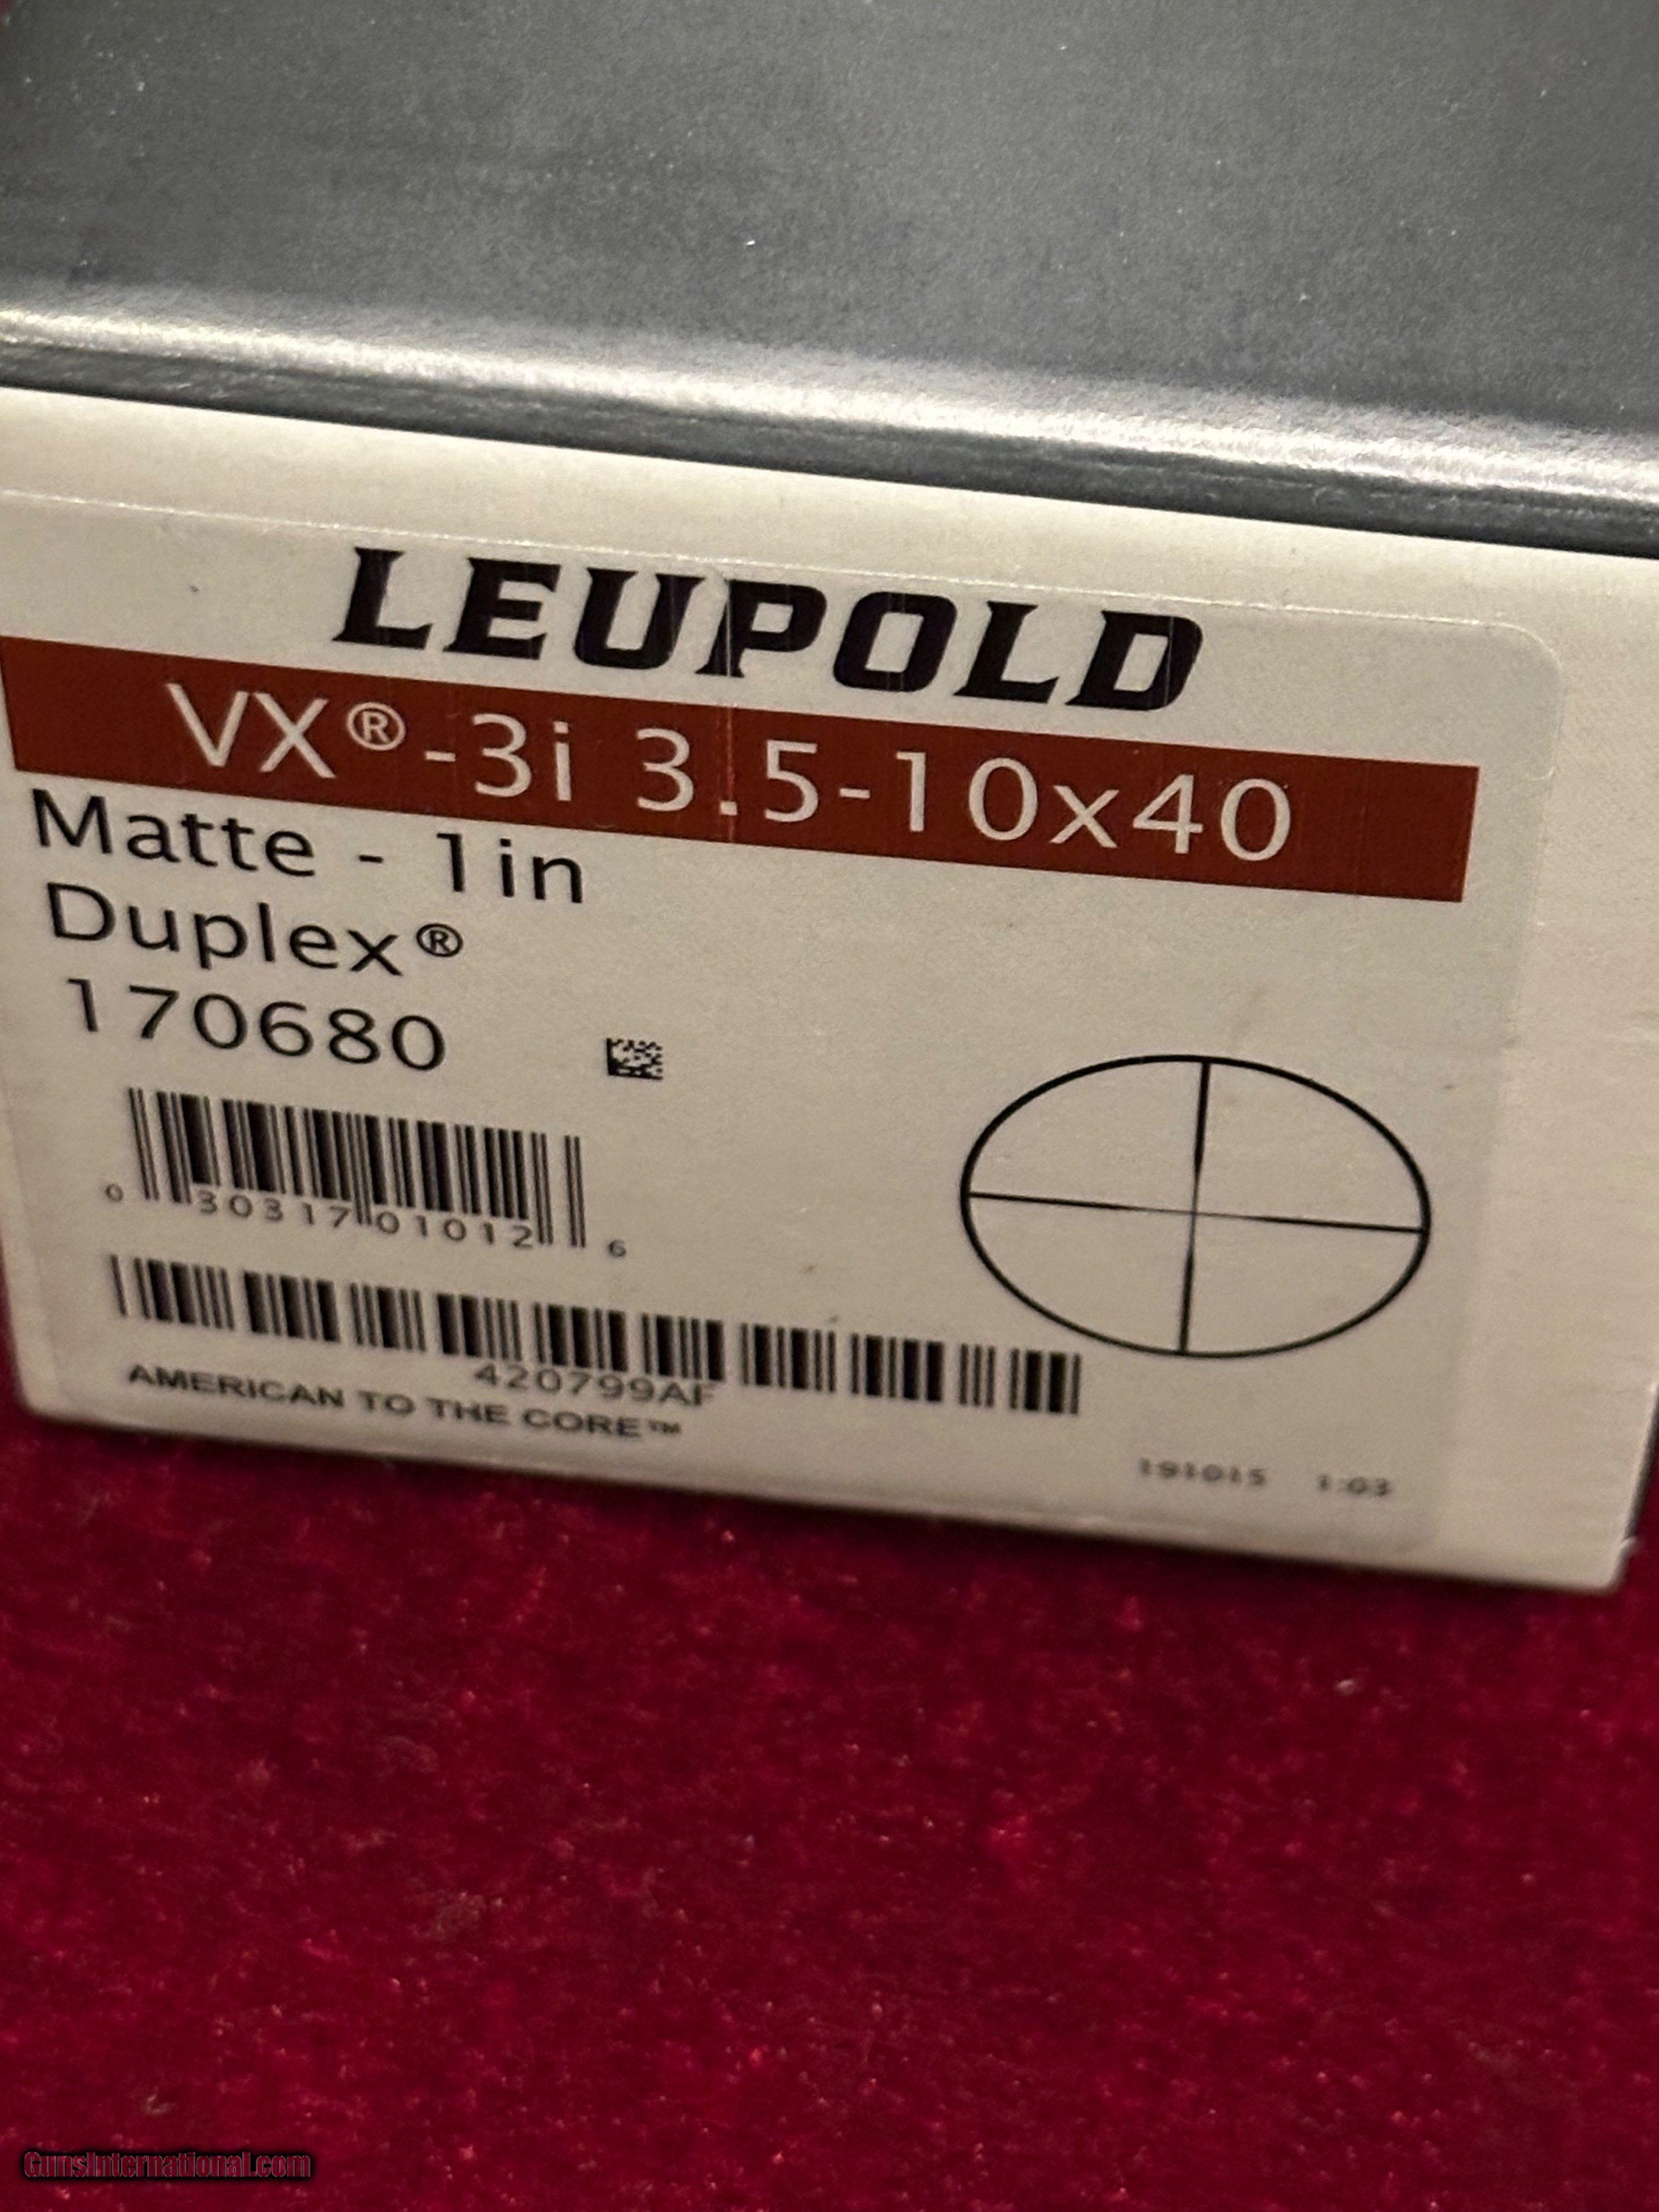 LEUPOLD
VX®-3i 3.5-10x40
Matte - 1in
Duplex®
170680
0 30317 01012 6
420799AF
AMERICAN TO THE CORE™
191015 1:03
GunsInternational.com